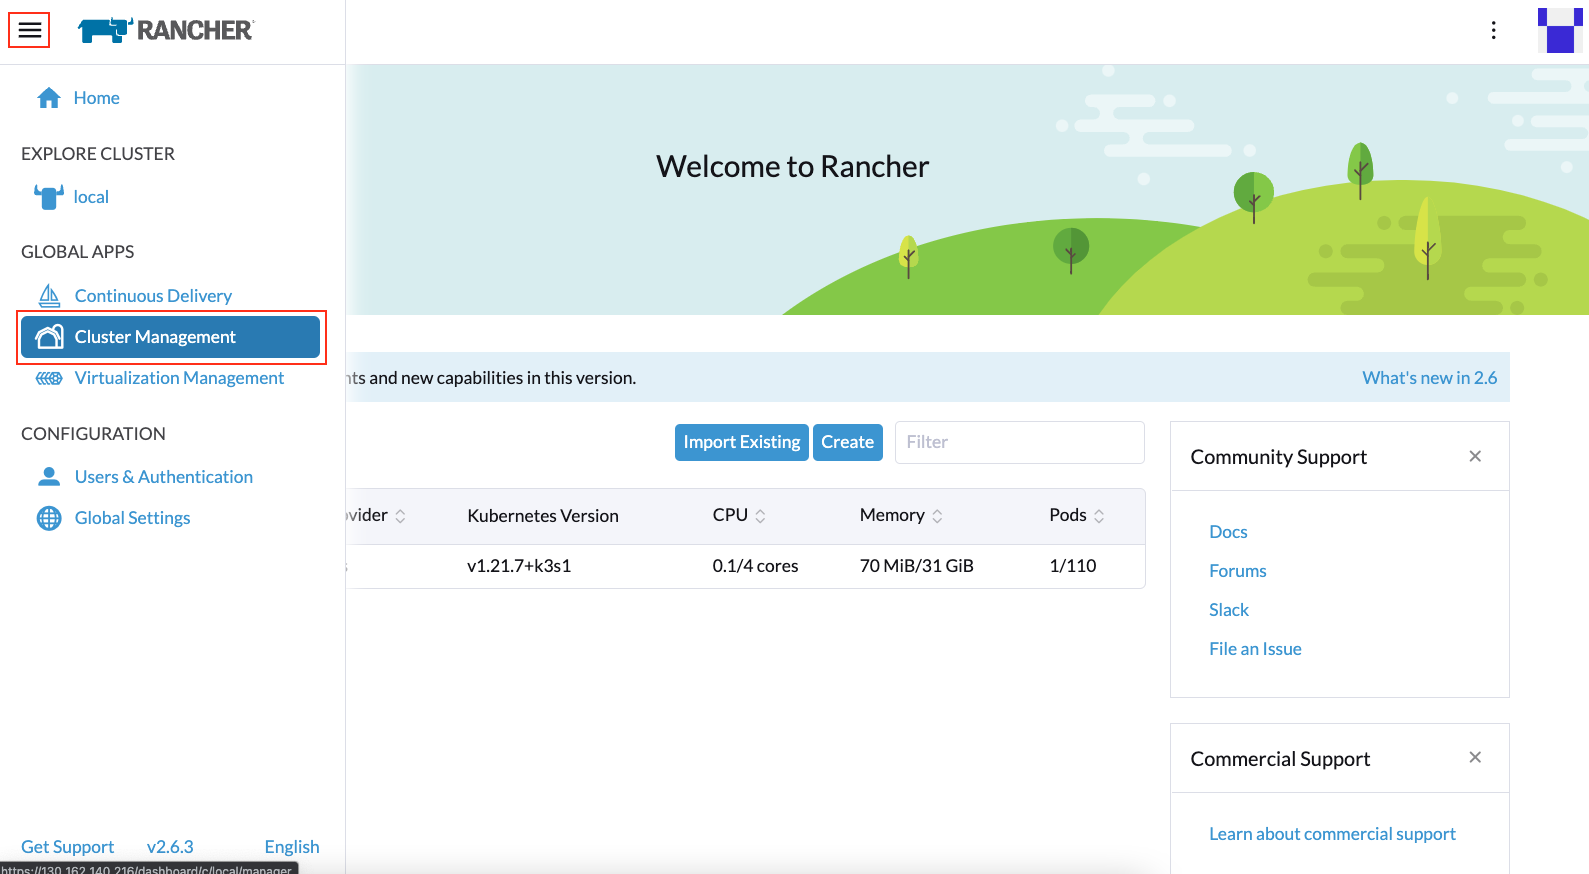 RANCHER
Home
EXPLORE CLUSTER
local
GLOBAL APPS
Continuous Delivery
Cluster Management
Virtualization Management
CONFIGURATION
Users & Authentication
Global Settings
Get Support v2.6.3 English
https://130.162.140.216/dashboard/c/local/manager
Welcome to Rancher
and new capabilities in this version.
What's new in 2.6
Import Existing Create Filter
Kubernetes Version CPU Memory Pods
v1.21.7+k3s1 0.1/4 cores 70 MiB/31 GiB 1/110
Community Support
Docs
Forums
Slack
File an Issue
Commercial Support
Learn about commercial support